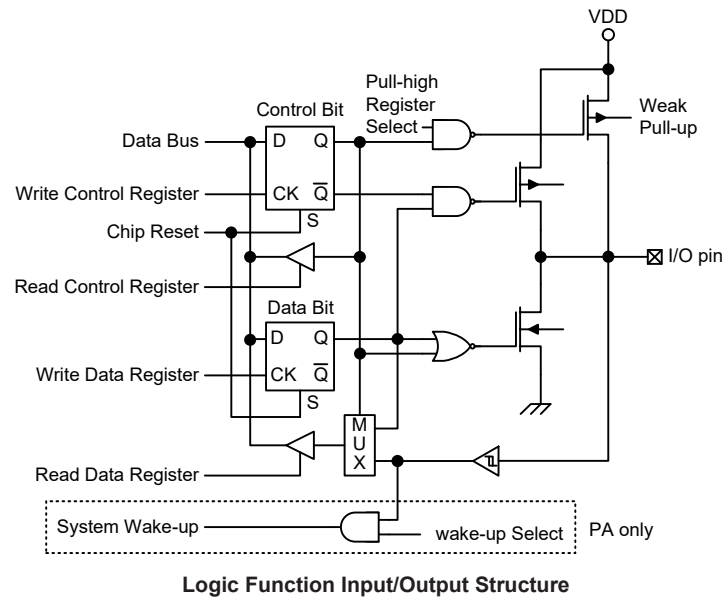 VDD
Pull-high
Register
Select
Weak
Pull-up
Control Bit
Data Bus
D
Q
Write Control Register
CK
Q̅
S
Chip Reset
I/O pin
Read Control Register
Data Bit
D
Q
Write Data Register
CK
Q̅
S
M
U
X
Read Data Register
System Wake-up
wake-up Select
PA only
Logic Function Input/Output Structure